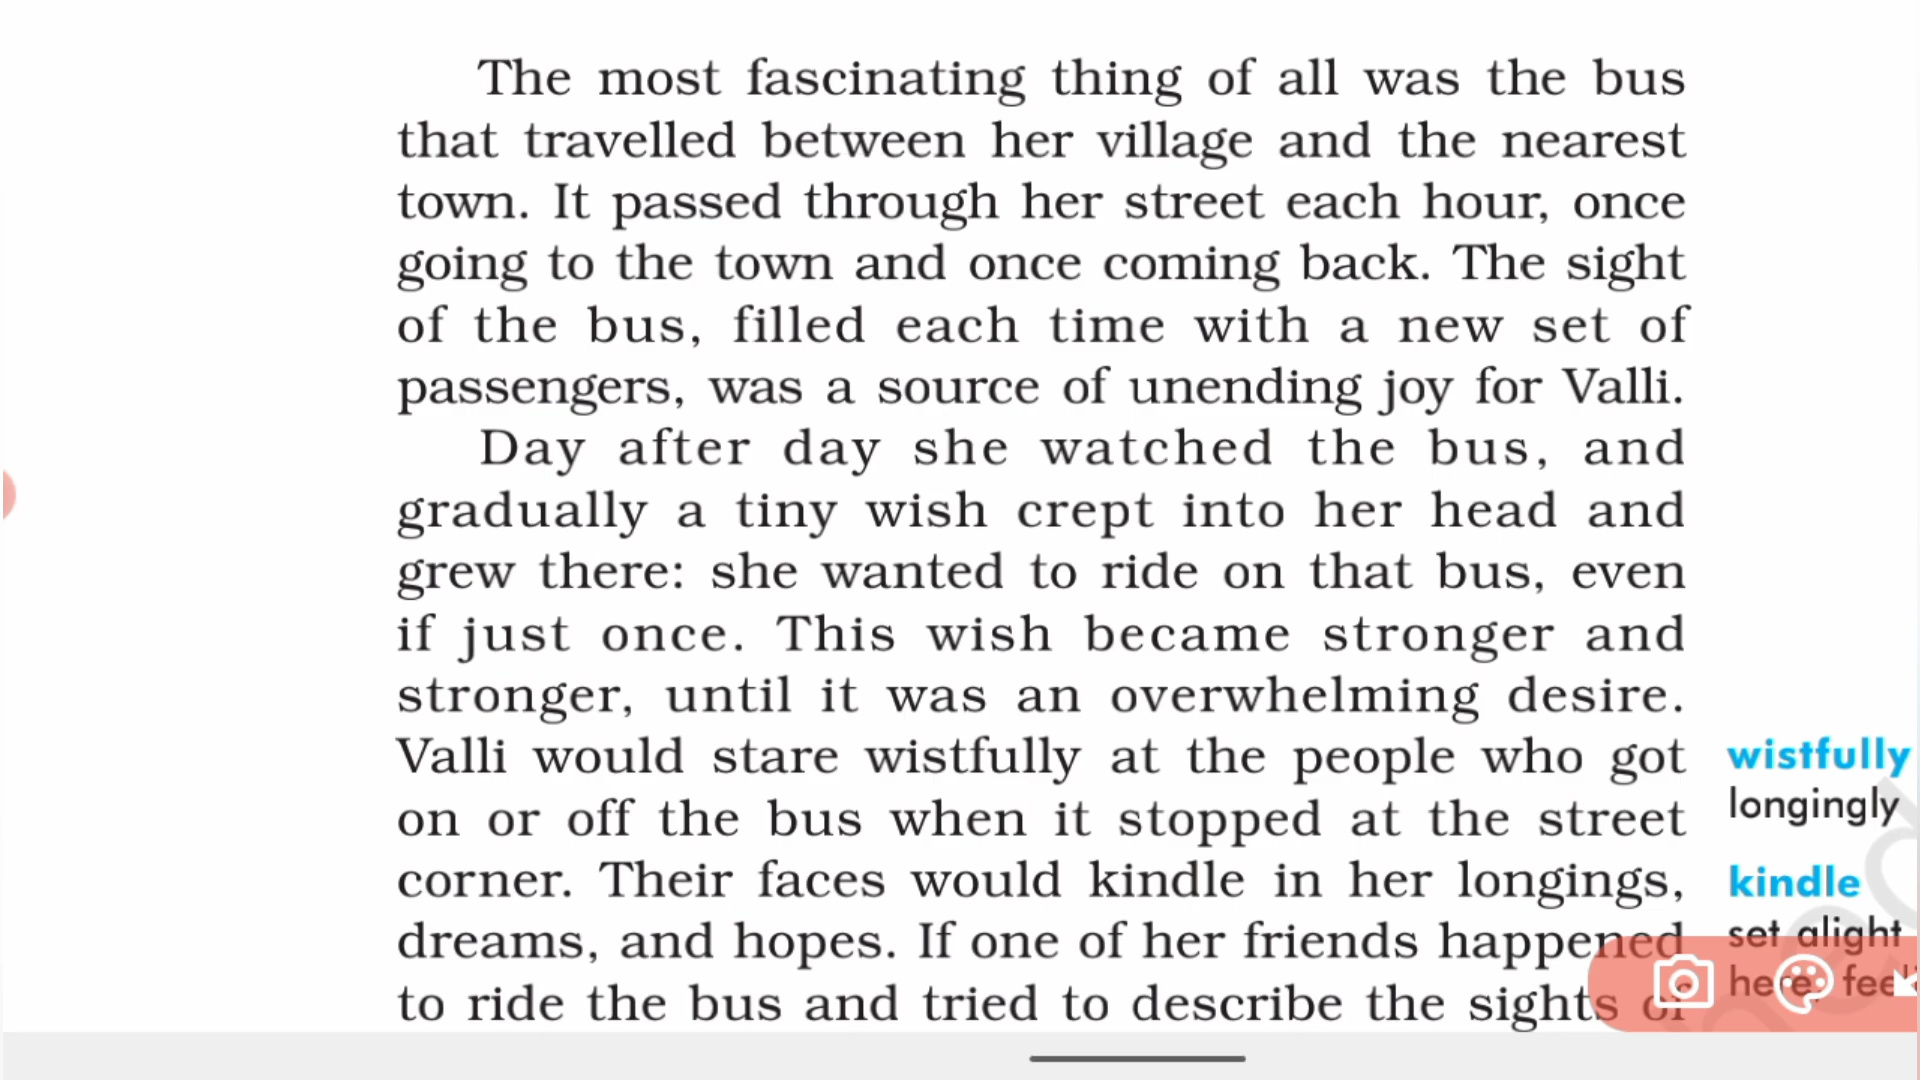 The most fascinating thing of all was the bus
that travelled between her village and the nearest
town. It passed through her street each hour, once
going to the town and once coming back. The sight
of the bus, filled each time with a new set of
passengers, was a source of unending joy for Valli.
Day after day she watched the bus, and
gradually a tiny wish crept into her head and
grew there: she wanted to ride on that bus, even
if just once. This wish became stronger and
stronger, until it was an overwhelming desire.
Valli would stare wistfully at the people who got
on or off the bus when it stopped at the street
corner. Their faces would kindle in her longings,
dreams, and hopes. If one of her friends happened
to ride the bus and tried to describe the sights of
wistfully
longingly
kindle
set alight